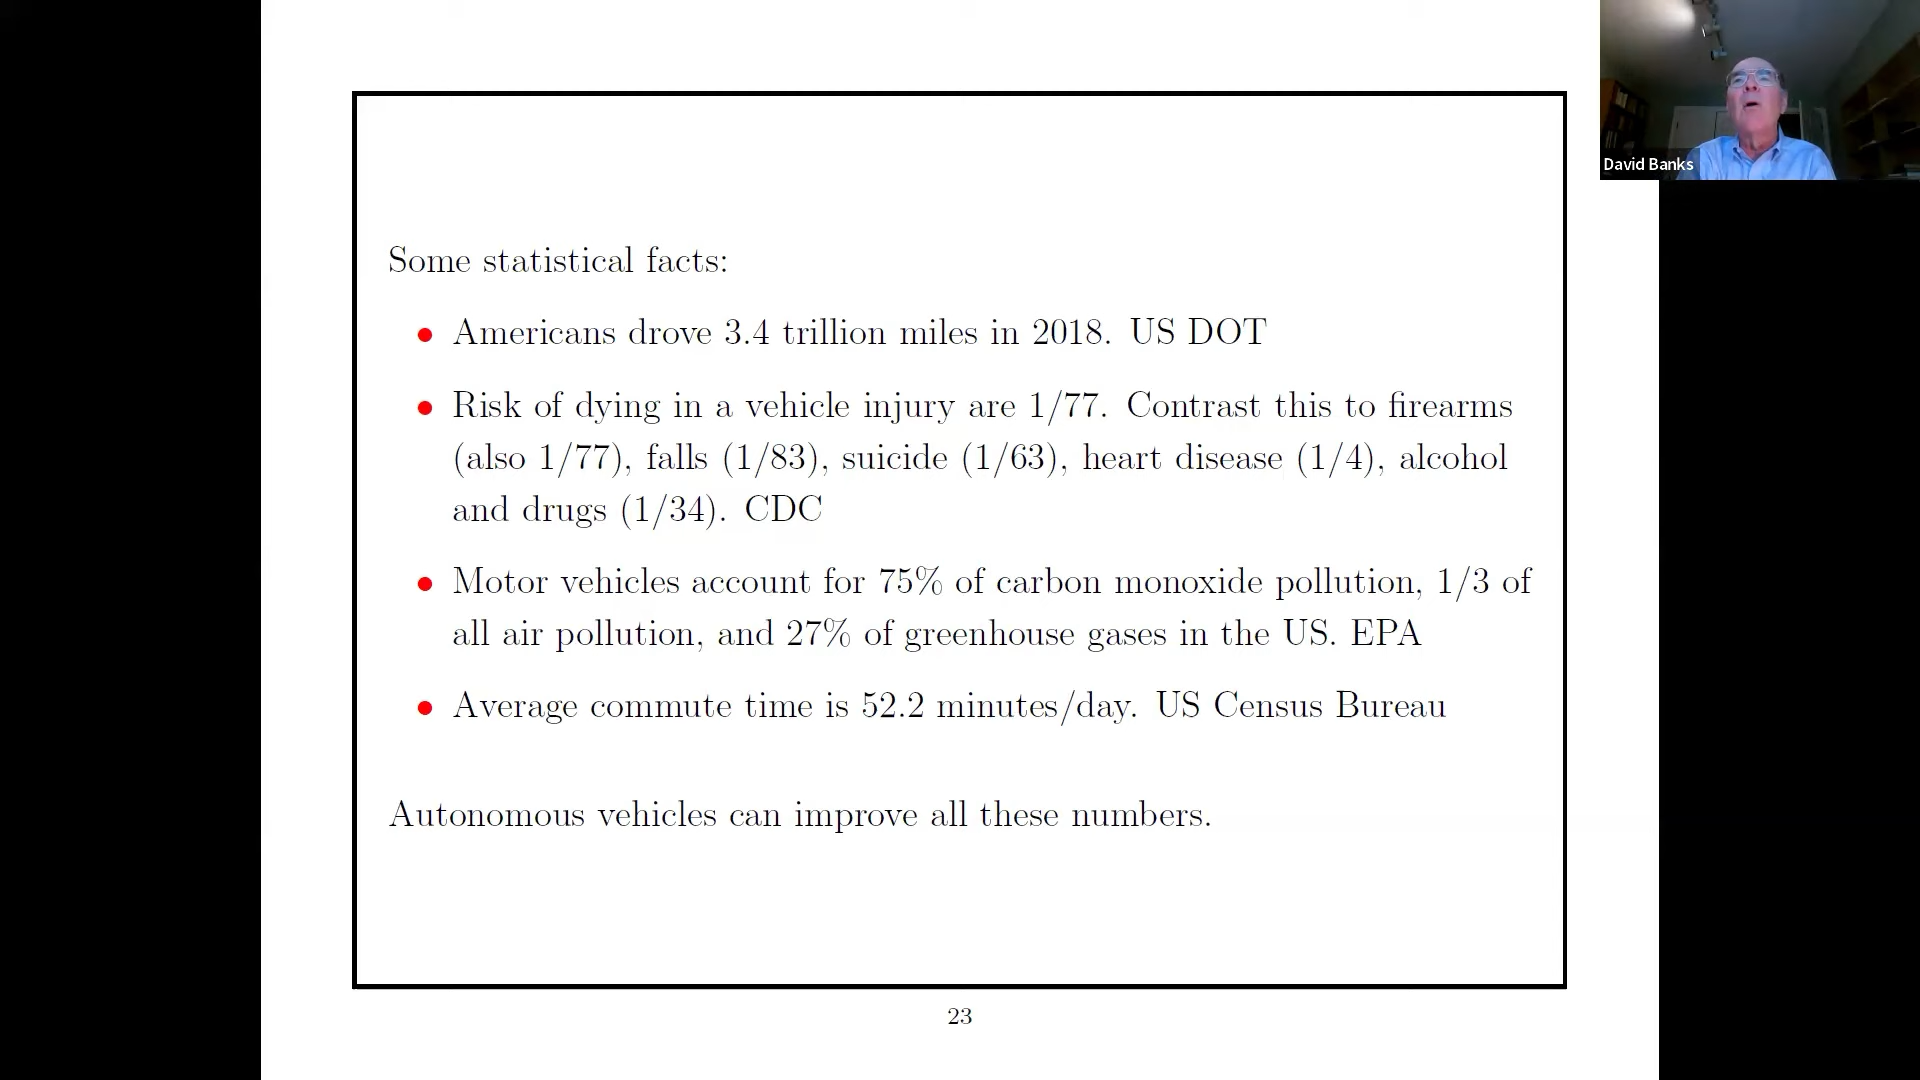 David Banks
Some statistical facts:
• Americans drove 3.4 trillion miles in 2018. US DOT
• Risk of dying in a vehicle injury are 1/77. Contrast this to firearms
(also 1/77), falls (1/83), suicide (1/63), heart disease (1/4), alcohol
and drugs (1/34). CDC
• Motor vehicles account for 75% of carbon monoxide pollution, 1/3 of
all air pollution, and 27% of greenhouse gases in the US. EPA
• Average commute time is 52.2 minutes/day. US Census Bureau
Autonomous vehicles can improve all these numbers.
23